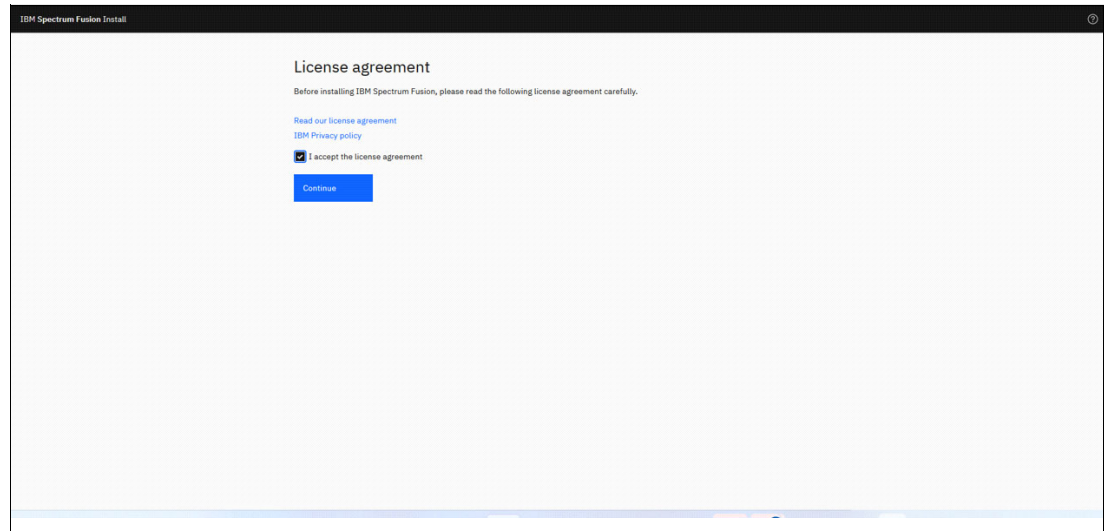 IBM Spectrum Fusion Install
License agreement
Before installing IBM Spectrum Fusion, please read the following license agreement carefully.
Read our license agreement
IBM Privacy policy
I accept the license agreement
Continue